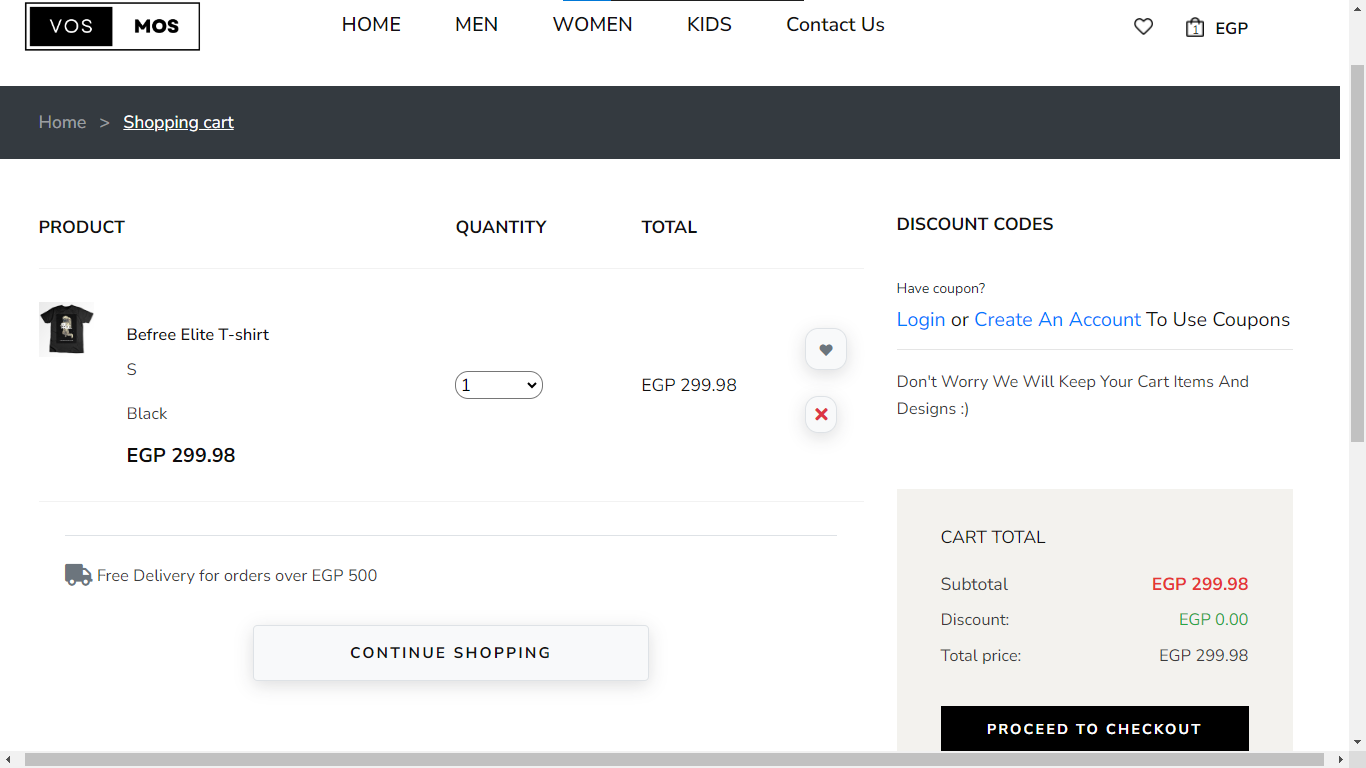 VOS MOS
HOME MEN WOMEN KIDS Contact Us
1 EGP
Home > Shopping cart
PRODUCT QUANTITY TOTAL
Befree Elite T-shirt
S
Black
EGP 299.98
1
EGP 299.98
Free Delivery for orders over EGP 500
CONTINUE SHOPPING
DISCOUNT CODES
Have coupon?
Login or Create An Account To Use Coupons
Don't Worry We Will Keep Your Cart Items And
Designs :)
CART TOTAL
Subtotal EGP 299.98
Discount: EGP 0.00
Total price: EGP 299.98
PROCEED TO CHECKOUT